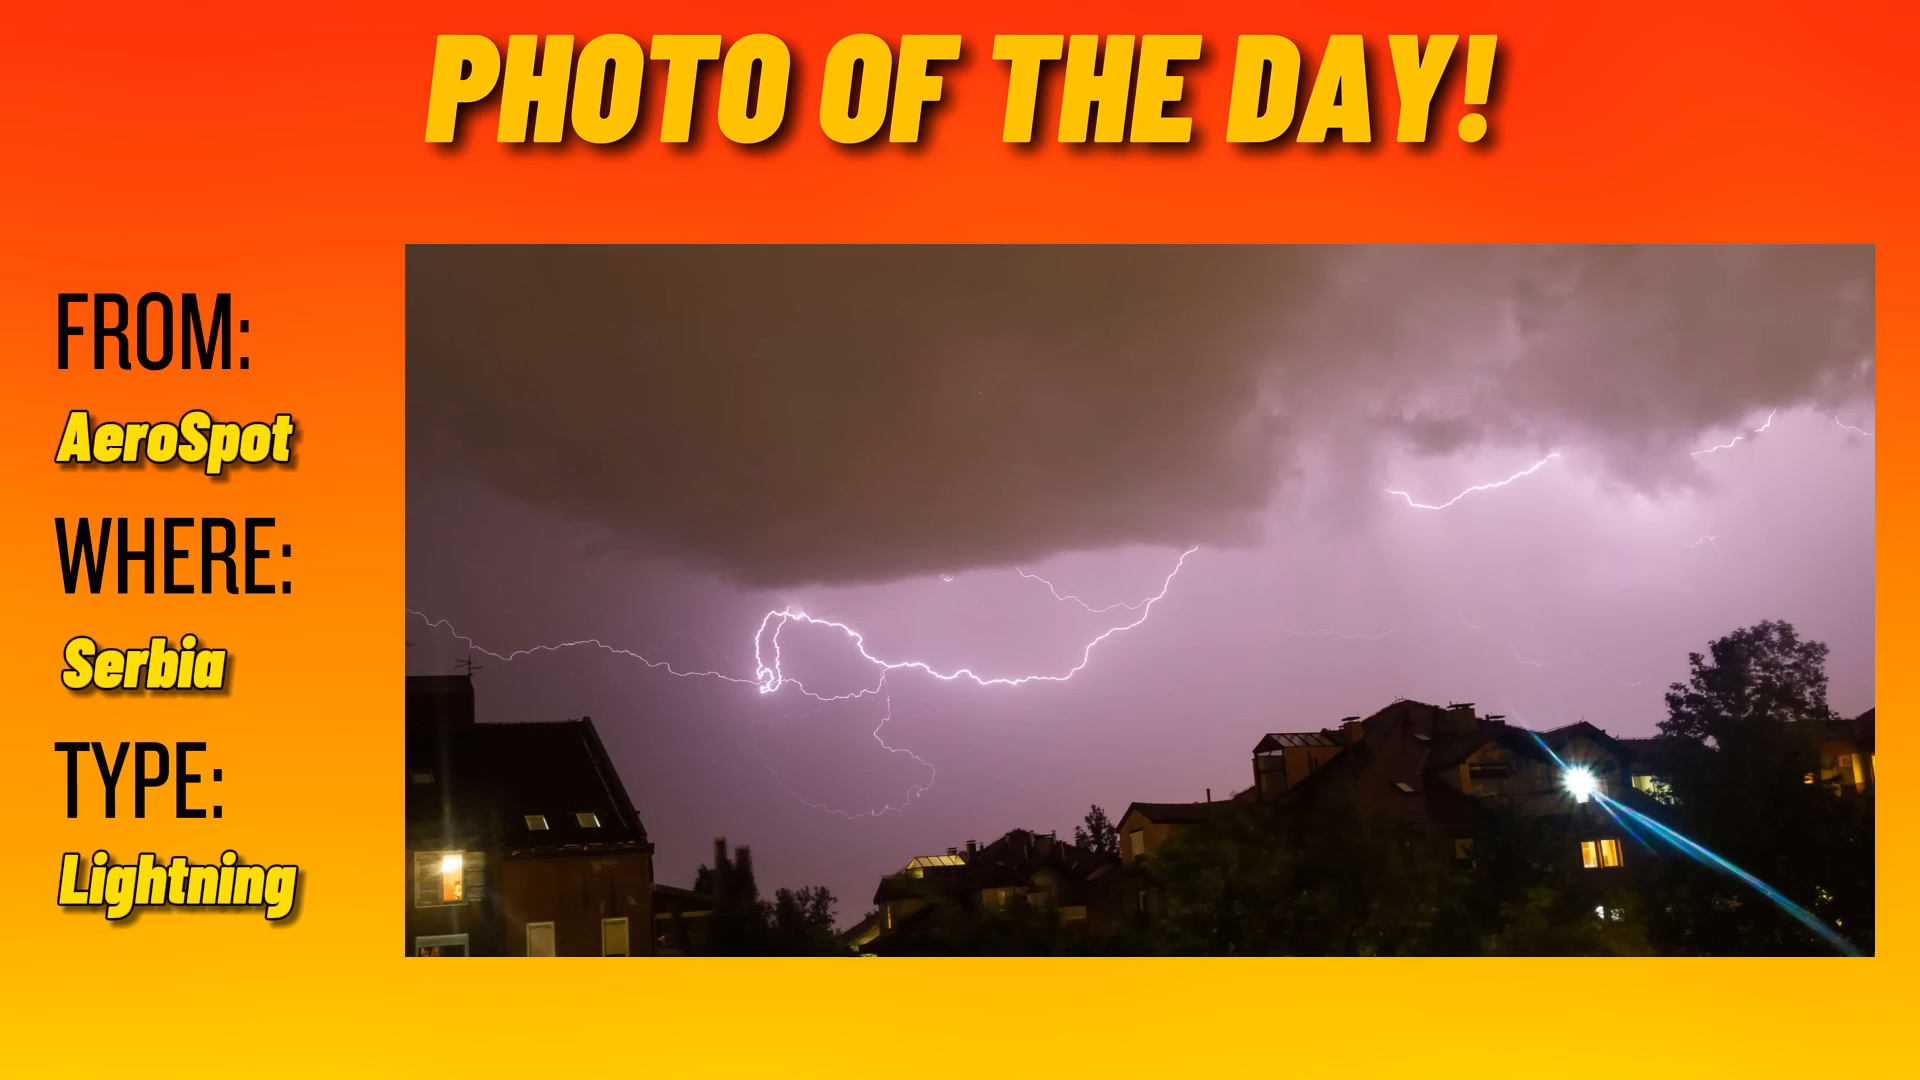 PHOTO OF THE DAY!
FROM:
AeroSpot
WHERE:
Serbia
TYPE:
Lightning